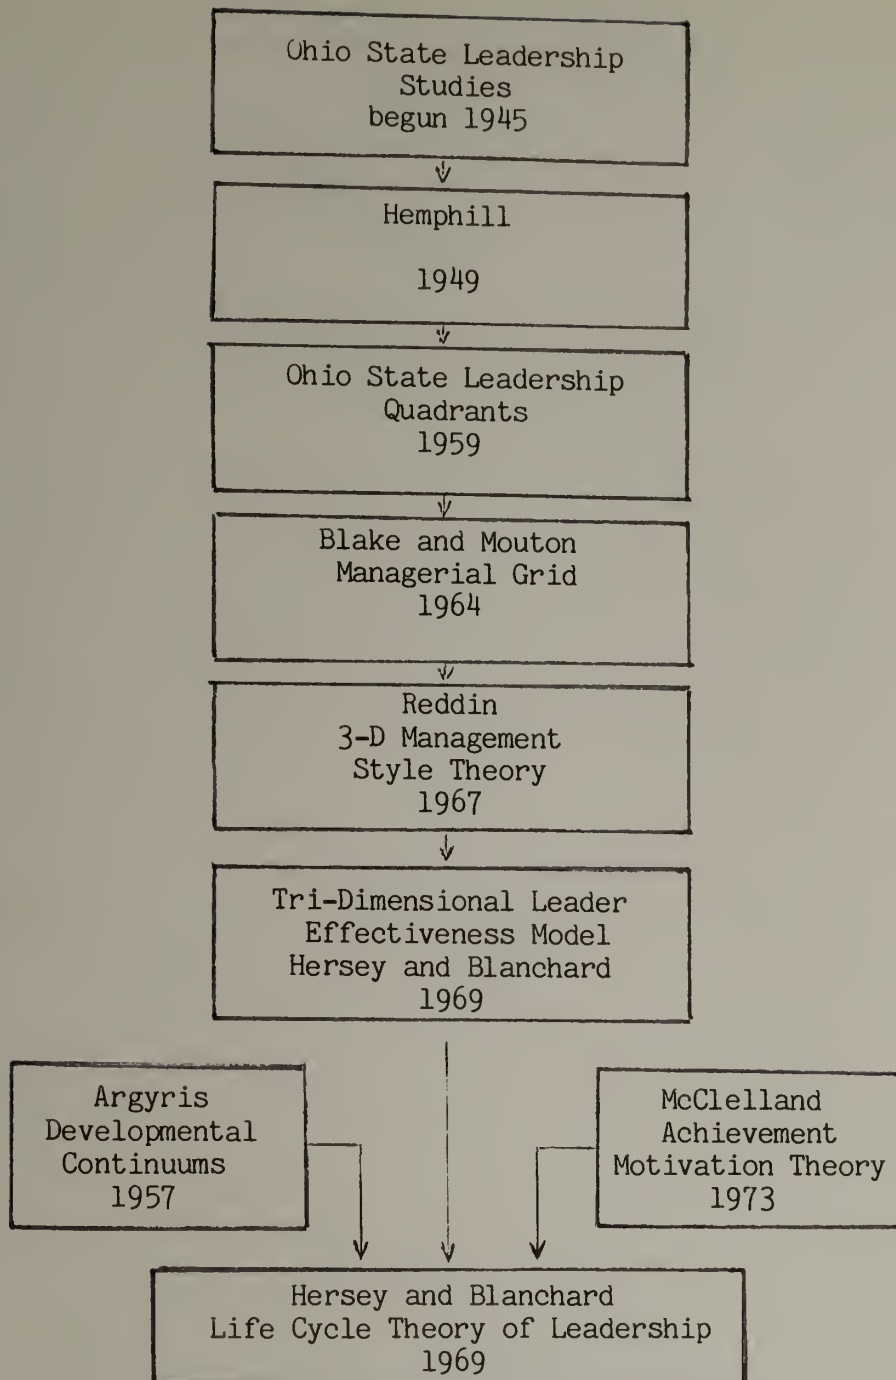 Ohio State Leadership
Studies
begun 1945
Hemphill
1949
Ohio State Leadership
Quadrants
1959
Blake and Mouton
Managerial Grid
1964
Reddin
3-D Management
Style Theory
1967
Tri-Dimensional Leader
Effectiveness Model
Hersey and Blanchard
1969
Argyris
Developmental
Continuums
1957
McClelland
Achievement
Motivation Theory
1973
Hersey and Blanchard
Life Cycle Theory of Leadership
1969